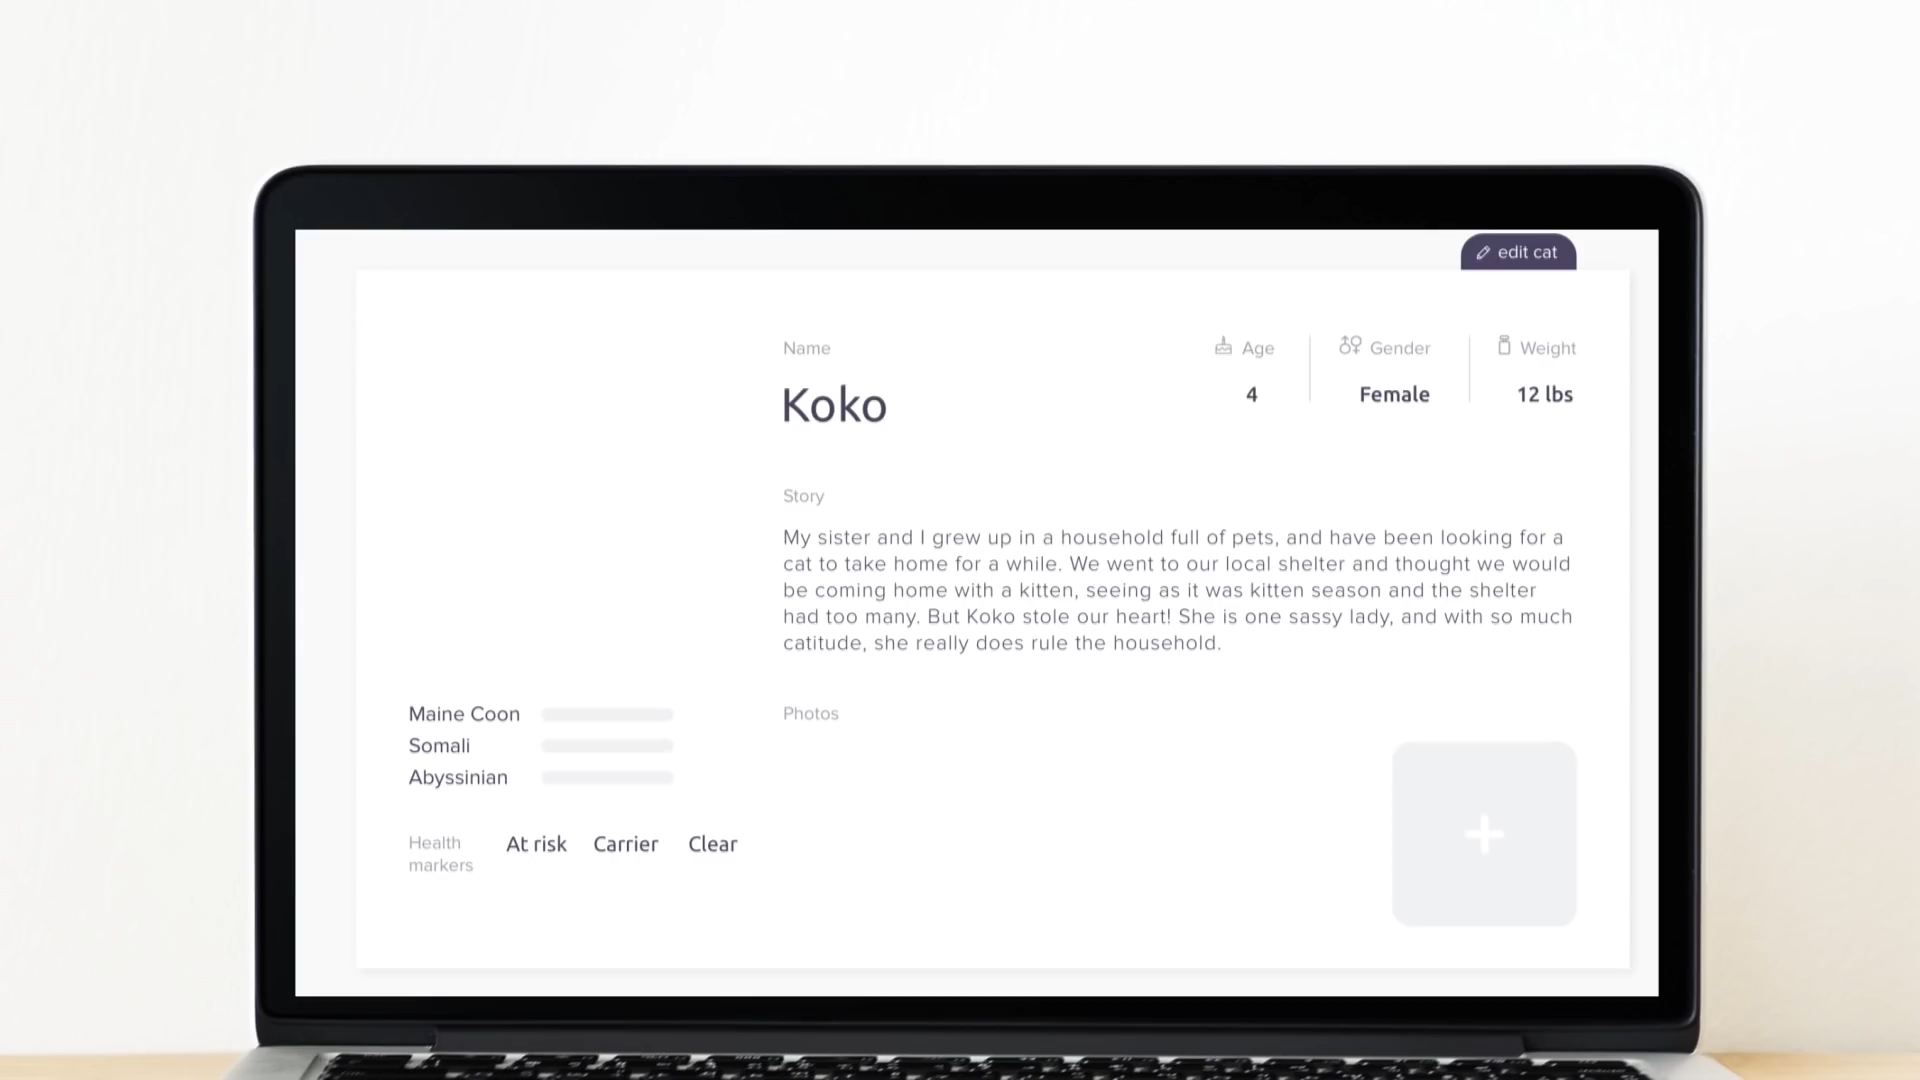 edit cat
Name
Koko
Age
4
Gender
Female
Weight
12 lbs
Story
My sister and I grew up in a household full of pets, and have been looking for a
cat to take home for a while. We went to our local shelter and thought we would
be coming home with a kitten, seeing as it was kitten season and the shelter
had too many. But Koko stole our heart! She is one sassy lady, and with so much
catitude, she really does rule the household.
Maine Coon
Somali
Abyssinian
Health
markers
At risk
Carrier
Clear
Photos